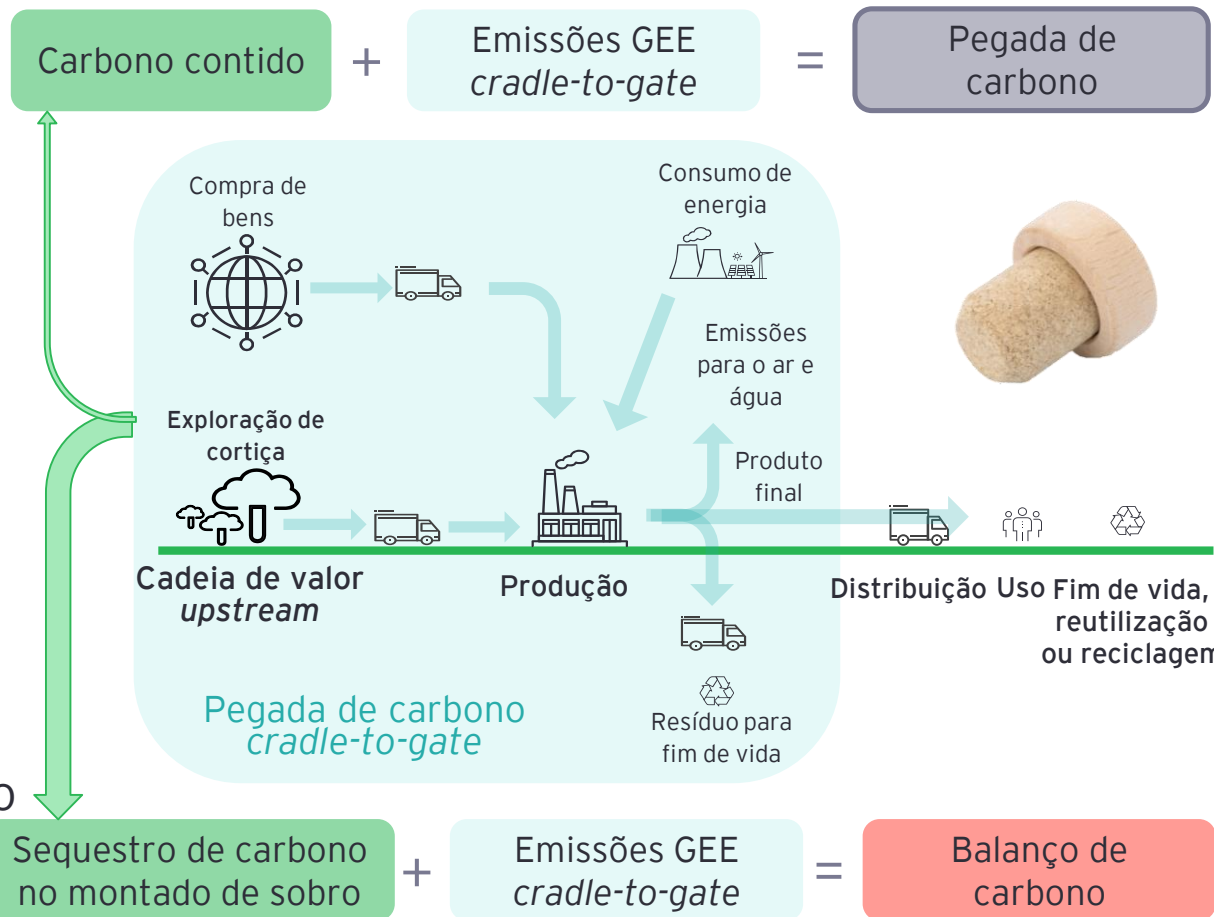 Carbono contido
+
Emissões GEE
cradle-to-gate
=
Pegada de
carbono
Compra de
bens
Consumo de
energia
Emissões
para o ar e
água
Exploração de
cortiça
Produto
final
Cadeia de valor
upstream
Produção
Distribuição
Uso
Fim de vida,
reutilização
ou reciclagem
Pegada de carbono
cradle-to-gate
Resíduo para
fim de vida
Sequestro de carbono
no montado de sobro
+
Emissões GEE
cradle-to-gate
=
Balanço de
carbono